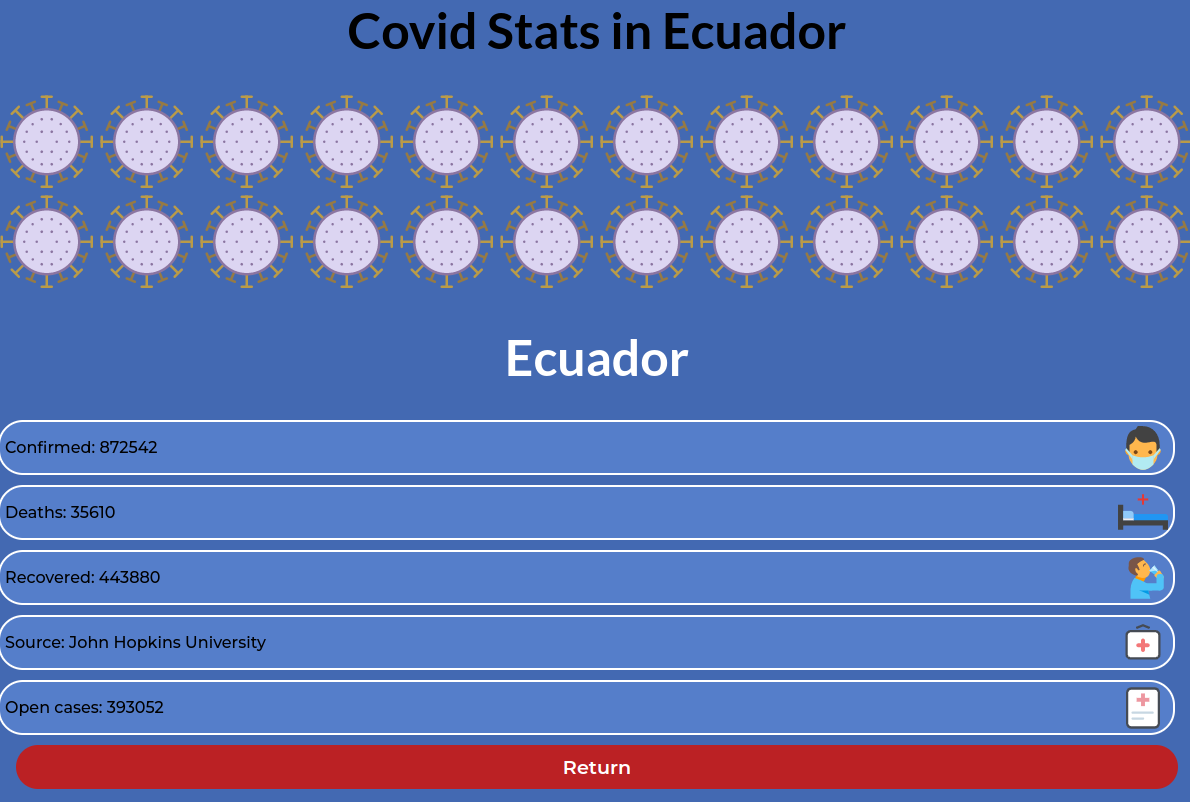 Covid Stats in Ecuador
Ecuador
Confirmed: 872542
Deaths: 35610
Recovered: 443880
Source: John Hopkins University
Open cases: 393052
Return